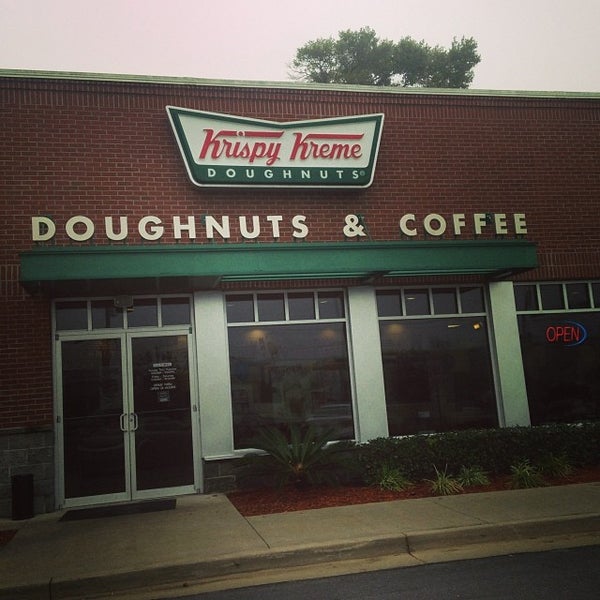 Krispy Kreme
DOUGHNUTS®
DOUGHNUTS & COFFEE
OPEN